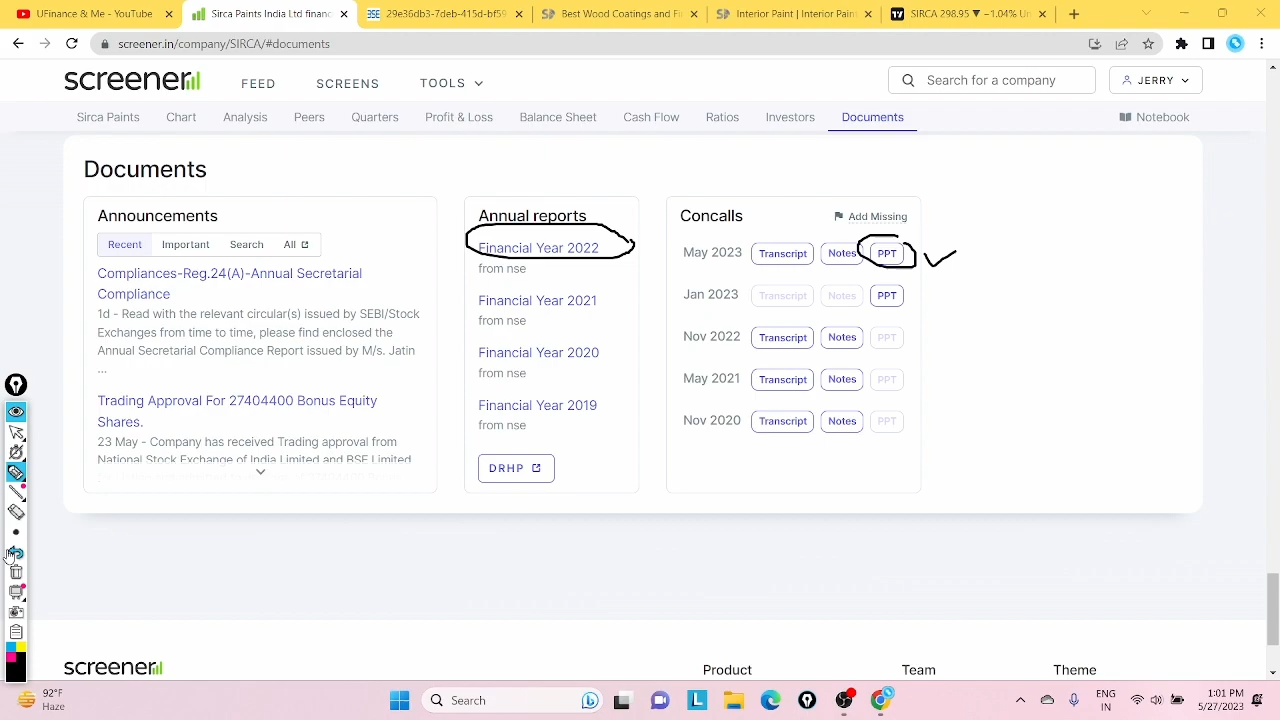 UFinance & Me - YouTube
Sirca Paints India Ltd financ
29e36db3-7deb-415d-bf59
Best Wood Coatings and Fi
Interior Paint | Interior Pain
SIRCA 298.95 ▼ −1.04% Un
screener.in/company/SIRCA/#documents
screener
FEED
SCREENS
TOOLS
Search for a company
JERRY
Sirca Paints
Chart
Analysis
Peers
Quarters
Profit & Loss
Balance Sheet
Cash Flow
Ratios
Investors
Documents
Notebook
Documents
Announcements
Recent
Important
Search
All
Compliances-Reg.24(A)-Annual Secretarial
Compliance
1d - Read with the relevant circular(s) issued by SEBI/Stock
Exchanges from time to time, please find enclosed the
Annual Secretarial Compliance Report issued by M/s. Jatin
...
Trading Approval For 27404400 Bonus Equity
Shares.
23 May - Company has received Trading approval from
National Stock Exchange of India Limited and BSE Limited
Annual reports
Financial Year 2022
from nse
Financial Year 2021
from nse
Financial Year 2020
from nse
Financial Year 2019
from nse
DRHP
Concalls
Add Missing
May 2023 Transcript Notes PPT
Jan 2023 Transcript Notes PPT
Nov 2022 Transcript Notes PPT
May 2021 Transcript Notes PPT
Nov 2020 Transcript Notes PPT
screener
Product
Team
Theme
92°F
Haze
Search
ENG
IN
1:01 PM
5/27/2023